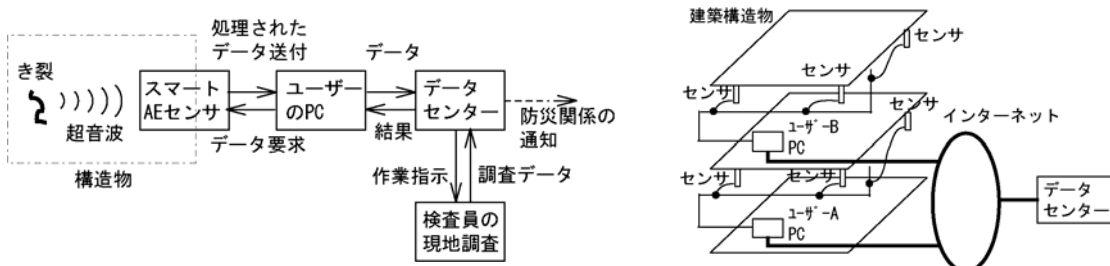 き裂
超音波
構造物
スマート
AEセンサ
処理された
データ送付
データ要求
ユーザー
のPC
データ
結果
データ
センター
防災関係の
通知
作業指示
調査データ
検査員の
現地調査
建築構造物
センサ
センサ
センサ
センサ
ﾕｰｻﾞｰB
PC
インターネット
センサ
センサ
ﾕｰｻﾞｰA
PC
データ
センター